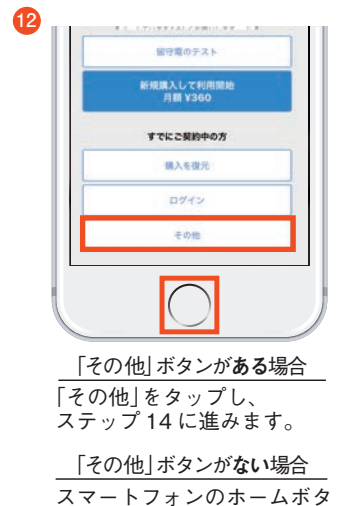 12
留守電のテスト
新規購入して利用開始
月額 ¥360
すでにご契約中の方
購入を復元
ログイン
その他
「その他」ボタンがある場合
「その他」をタップし、
ステップ 14 に進みます。
「その他」ボタンがない場合
スマートフォンのホームボタ